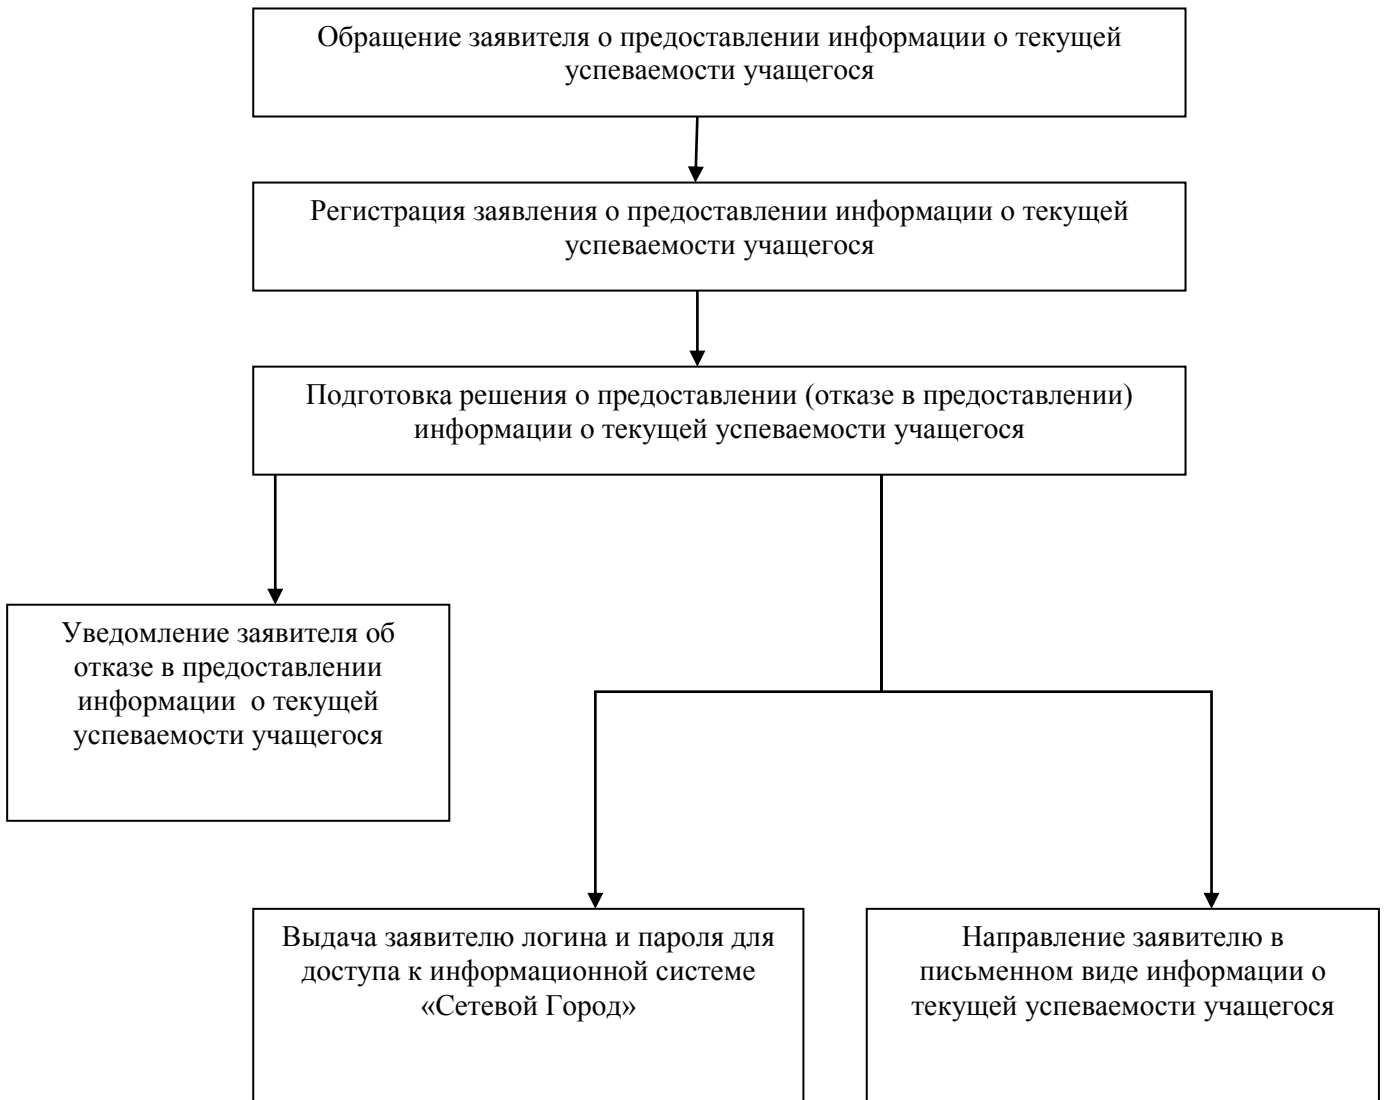 Обращение заявителя о предоставлении информации о текущей
успеваемости учащегося
Регистрация заявления о предоставлении информации о текущей
успеваемости учащегося
Подготовка решения о предоставлении (отказе в предоставлении)
информации о текущей успеваемости учащегося
Уведомление заявителя об
отказе в предоставлении
информации  о текущей
успеваемости учащегося
Выдача заявителю логина и пароля для
доступа к информационной системе
«Сетевой Город»
Направление заявителю в
письменном виде информации о
текущей успеваемости учащегося